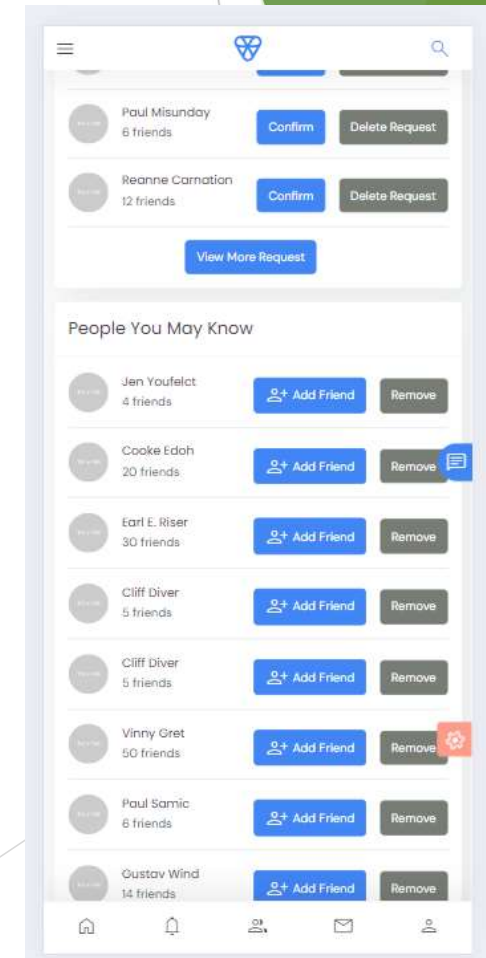 Paul Misunday
6 friends
Confirm
Delete Request
Reanne Carnation
12 friends
Confirm
Delete Request
View More Request
People You May Know
Jen Youfelct
4 friends
Add Friend
Remove
Cooke Edoh
20 friends
Add Friend
Remove
Earl E. Riser
30 friends
Add Friend
Remove
Cliff Diver
5 friends
Add Friend
Remove
Cliff Diver
5 friends
Add Friend
Remove
Vinny Gret
50 friends
Add Friend
Remove
Paul Samic
6 friends
Add Friend
Remove
Gustav Wind
14 friends
Add Friend
Remove